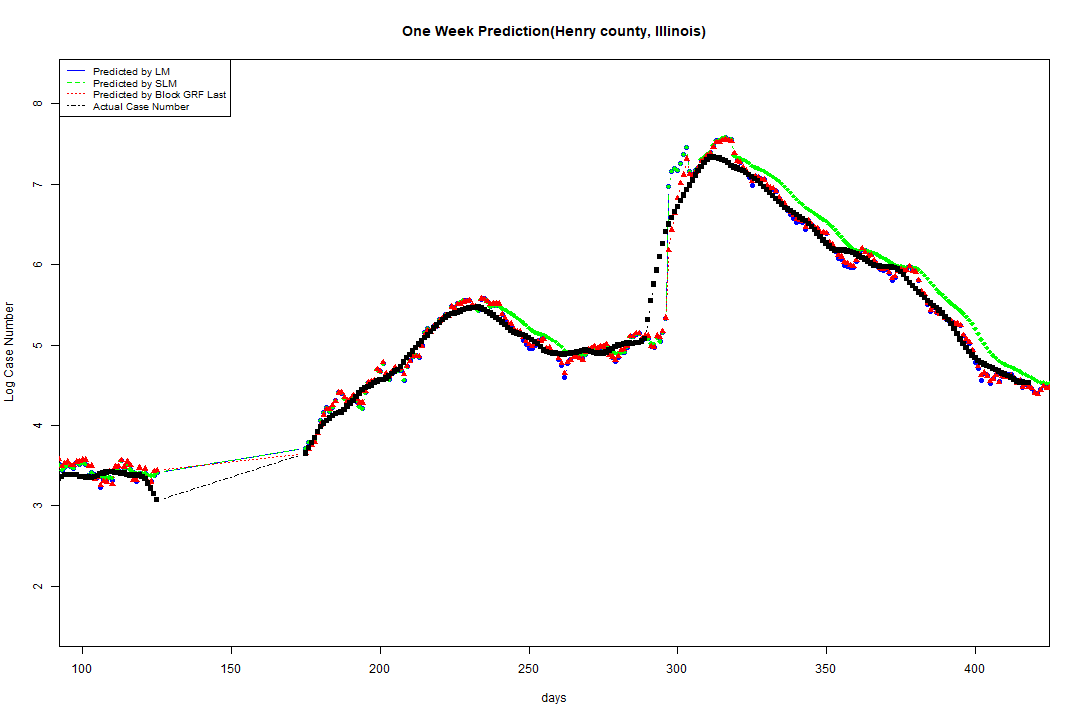 One Week Prediction(Henry county, Illinois)
Predicted by LM
Predicted by SLM
Predicted by Block GRF Last
Actual Case Number
8
7
6
5
4
3
2
Log Case Number
100 150 200 250 300 350 400
days